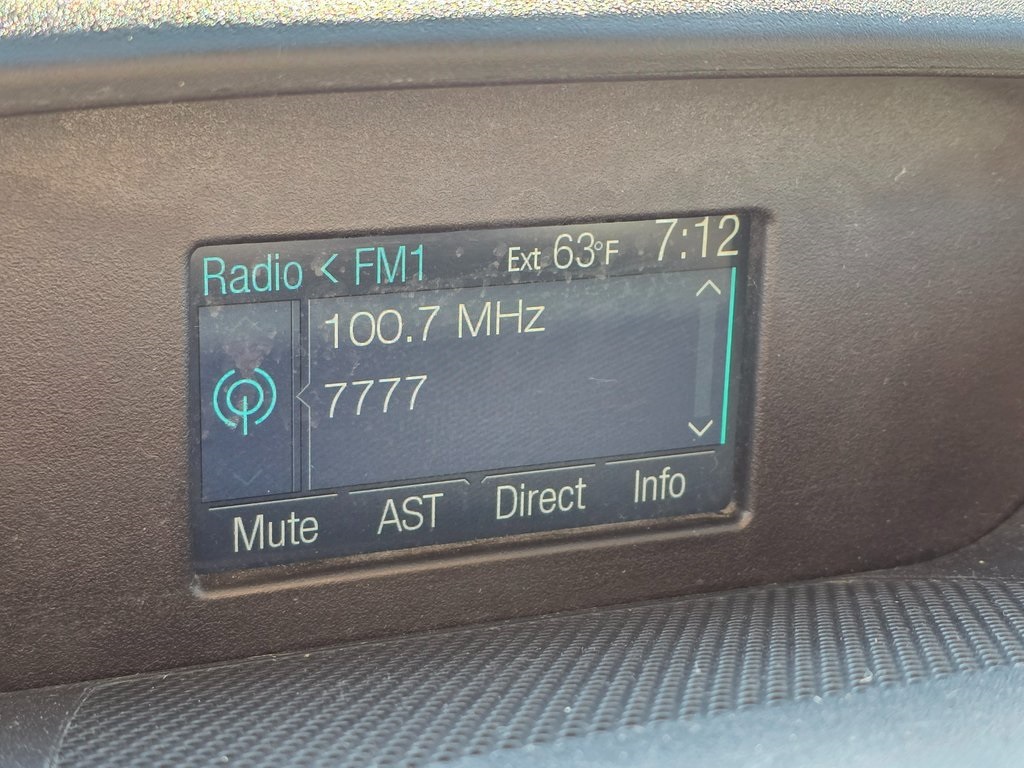 Radio < FM1 Ext 63°F 7:12
100.7 MHz
7777
Mute AST Direct Info